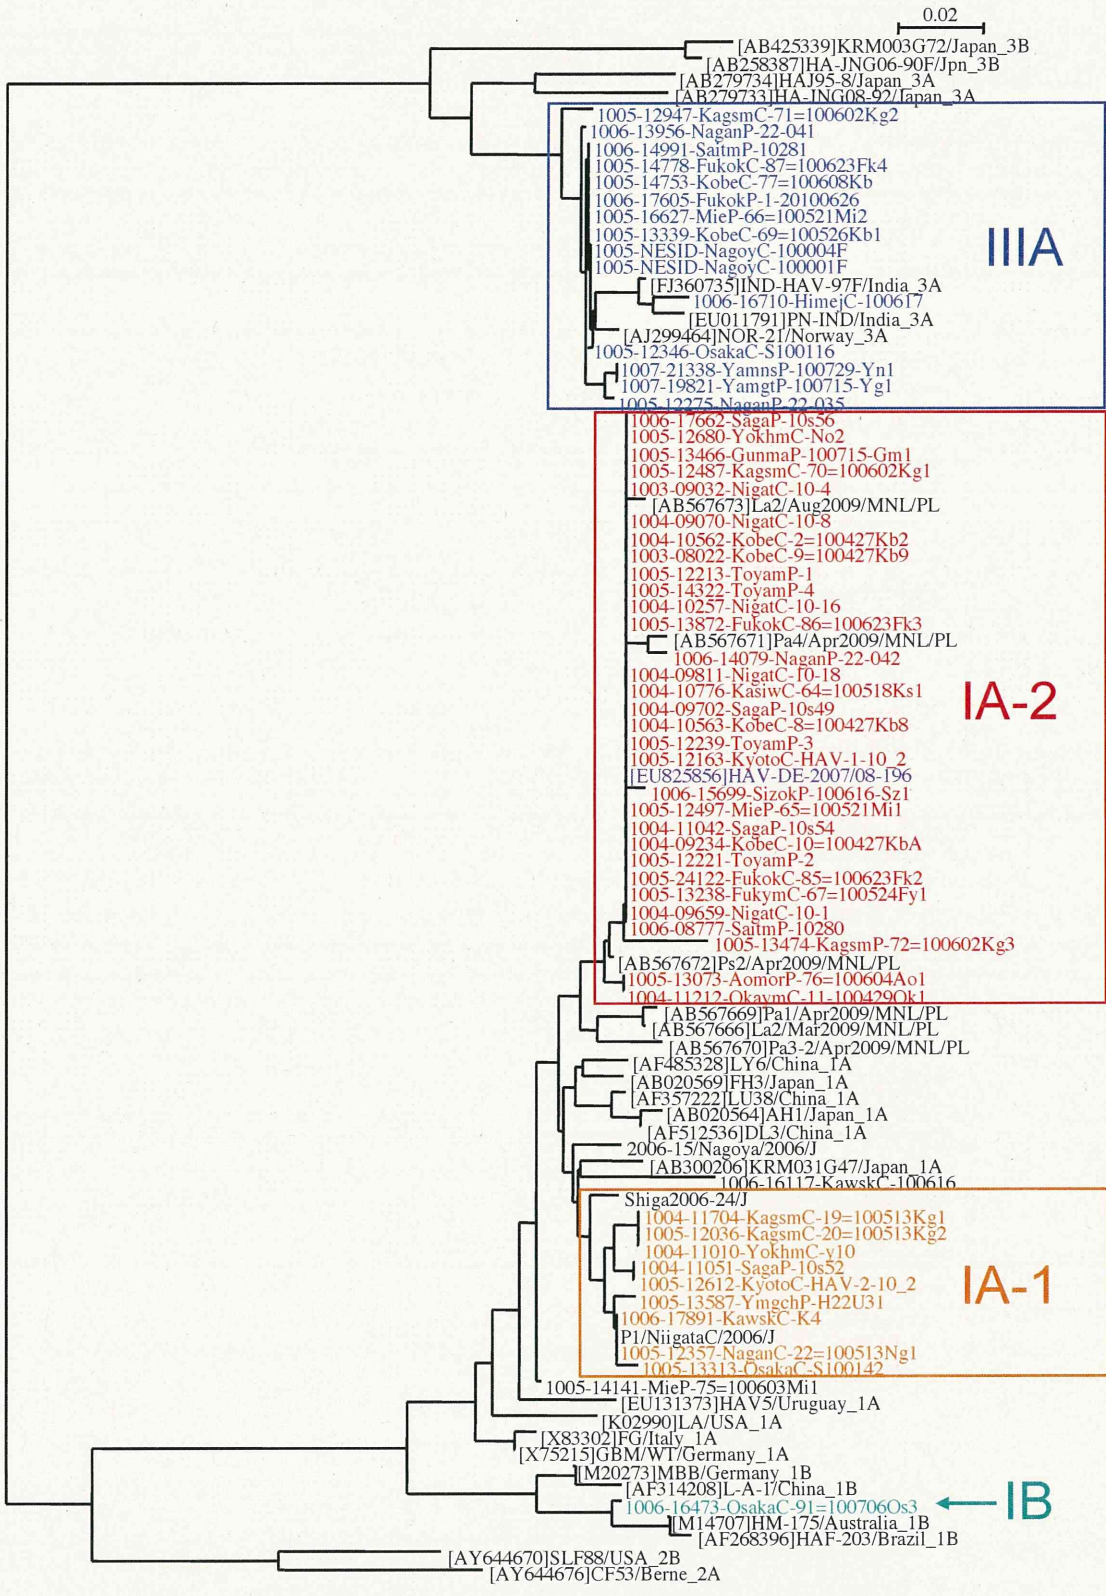 0.02
[AB425339]KRM003G72/Japan_3B
[AB258387]HA-JNG06-90F/Jpn_3B
[AB279734]HAJ95-8/Japan_3A
[AB279733]HA-JNG08-92/Japan_3A
1005-12947-KagsmC-71=100602Kg2
1006-13956-NaganP-22-041
1006-14991-SaitmP-10281
1005-14778-FukokC-87=100623Fk4
1005-14753-KobeC-77=100608Kb
1006-17605-FukokP-1-20100626
1005-16627-MieP-66=100521Mi2
1005-13339-KobeC-69=100526Kb1
1005-NESID-NagoyC-100004F
1005-NESID-NagoyC-100001F
[FJ360735]IND-HAV-97F/India_3A
1006-16710-HimejC-100617
[EU011791]PN-IND/India_3A
[AJ299464]NOR-21/Norway_3A
1005-12346-OsakaC-S100116
1007-21338-YamnsP-100729-Yn1
1007-19821-YamgtP-100715-Yg1
1005-12275-NaganP-22-035
IIIA
1006-17662-SagaP-10s56
1005-12680-YokhmC-No2
1005-13466-GunmaP-100715-Gm1
1005-12487-KagsmC-70=100602Kg1
1003-09032-NigatC-10-4
[AB567673]La2/Aug2009/MNL/PL
1004-09070-NigatC-10-8
1004-10562-KobeC-2=100427Kb2
1003-08022-KobeC-9=100427Kb9
1005-12213-ToyamP-1
1005-14322-ToyamP-4
1004-10257-NigatC-10-16
1005-13872-FukokC-86=100623Fk3
[AB567671]Pa4/Apr2009/MNL/PL
1006-14079-NaganP-22-042
1004-09811-NigatC-10-18
1004-10776-KasiwC-64=100518Ks1
1004-09702-SagaP-10s49
1004-10563-KobeC-8=100427Kb8
1005-12239-ToyamP-3
1005-12163-KyotoC-HAV-1-10_2
[EU825856]HAV-DE-2007/08-196
1006-15699-SizokP-100616-Sz1
1005-12497-MieP-65=100521Mi1
1004-11042-SagaP-10s54
1004-09234-KobeC-10=100427KbA
1005-12221-ToyamP-2
1005-24122-FukokC-85=100623Fk2
1005-13238-FukymC-67=100524Fy1
1004-09659-NigatC-10-1
1006-08777-SaitmP-10280
1005-13474-KagsmP-72=100602Kg3
[AB567672]Ps2/Apr2009/MNL/PL
1005-13073-AomorP-76=100604Ao1
1004-11212-OkaymC-11-100429Ok1
IA-2
[AB567669]Pa1/Apr2009/MNL/PL
[AB567666]La2/Mar2009/MNL/PL
[AB567670]Pa3-2/Apr2009/MNL/PL
[AF485328]LY6/China_1A
[AB020569]FH3/Japan_1A
[AF357222]LU38/China_1A
[AB020564]AH1/Japan_1A
[AF512536]DL3/China_1A
2006-15/Nagoya/2006/J
[AB300206]KRM031G47/Japan_1A
1006-16117-KawskC-100616
Shiga2006-24/J
1004-11704-KagsmC-19=100513Kg1
1005-12036-KagsmC-20=100513Kg2
1004-11010-YokhmC-y10
1004-11051-SagaP-10s52
1005-12612-KyotoC-HAV-2-10_2
1005-13587-YmgchP-H22U31
1006-17891-KawskC-K4
P1/NiigataC/2006/J
1005-12357-NaganC-22=100513Ng1
1005-13313-OsakaC-S100142
IA-1
1005-14141-MieP-75=100603Mi1
[EU131373]HAV5/Uruguay_1A
[K02990]LA/USA_1A
[X83302]FG/Italy_1A
[X75215]GBM/WT/Germany_1A
[M20273]MBB/Germany_1B
[AF314208]L-A-1/China_1B
1006-16473-OsakaC-91=100706Os3
IB
[M14707]HM-175/Australia_1B
[AF268396]HAF-203/Brazil_1B
[AY644670]SLF88/USA_2B
[AY644676]CF53/Berne_2A